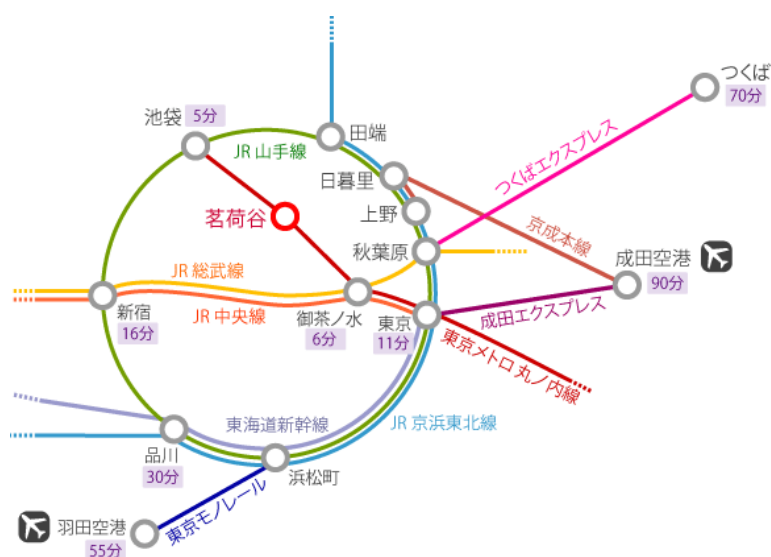 つくば
70分
池袋
5分
田端
JR 山手線
つくばエクスプレス
日暮里
茗荷谷
上野
京成本線
秋葉原
成田空港
90分
JR 総武線
新宿
16分
JR 中央線
御茶ノ水
6分
東京
11分
成田エクスプレス
東京メトロ 丸ノ内線
東海道新幹線
JR 京浜東北線
品川
30分
浜松町
東京モノレール
羽田空港
55分